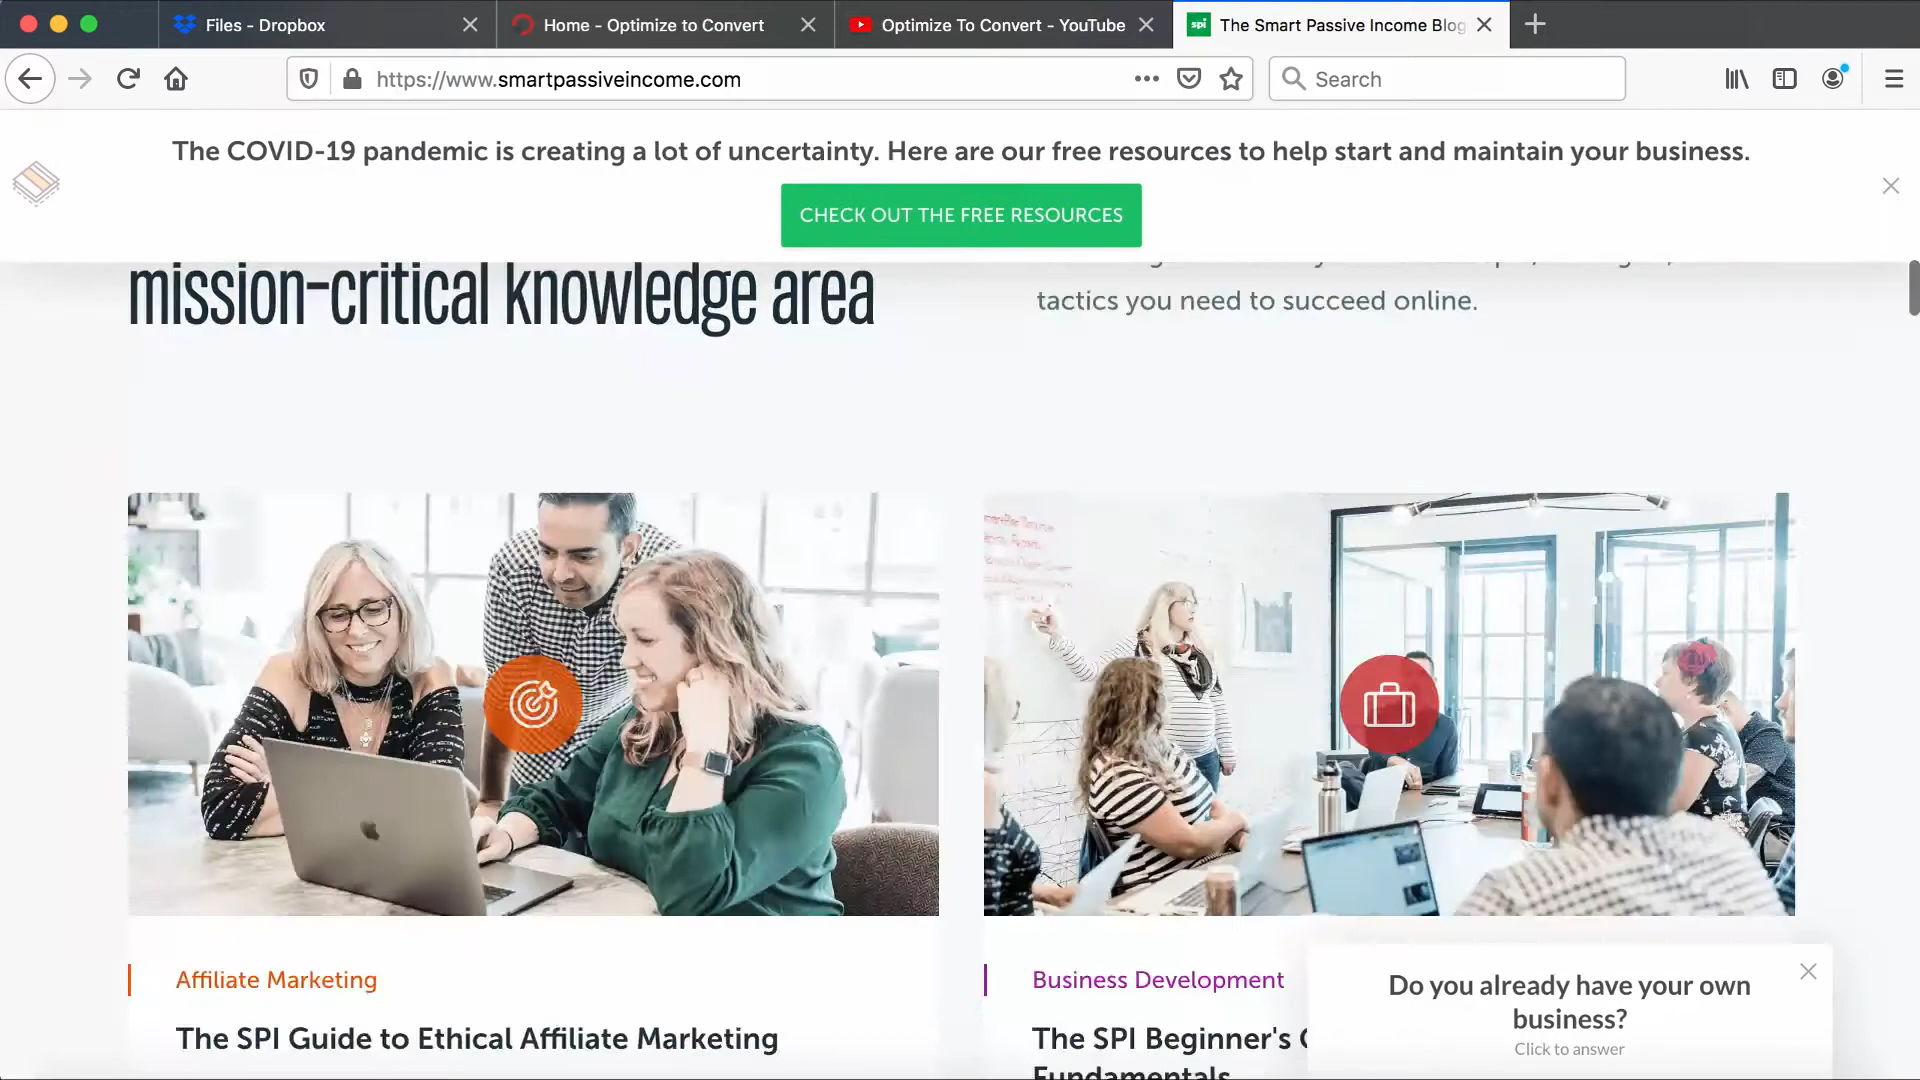 Files - Dropbox
Home - Optimize to Convert
Optimize To Convert - YouTube
spi
The Smart Passive Income Blog
https://www.smartpassiveincome.com
Search
The COVID-19 pandemic is creating a lot of uncertainty. Here are our free resources to help start and maintain your business.
CHECK OUT THE FREE RESOURCES
mission-critical knowledge area
tactics you need to succeed online.
Affiliate Marketing
The SPI Guide to Ethical Affiliate Marketing
Business Development
The SPI Beginner's
Fundamentals
Do you already have your own
business?
Click to answer